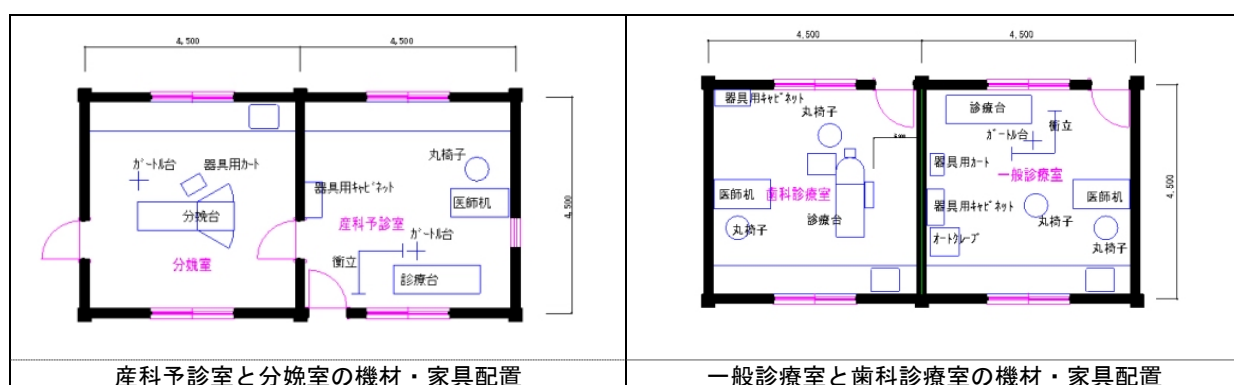 4,500 4,500
ガートル台 器具用カート
丸椅子
器具用キャビネット
医師机
分娩台
産科予診室
ガートル台
分娩室
衝立
診療台
4,500
産科予診室と分娩室の機材・家具配置
4,500 4,500
器具用キャビネット
丸椅子
診療台
ガートル台
衝立
器具用カート
一般診療室
医師机
歯科診療室
診療台
丸椅子
器具用キャビネット
丸椅子
医師机
オートクレーブ
丸椅子
4,500
一般診療室と歯科診療室の機材・家具配置